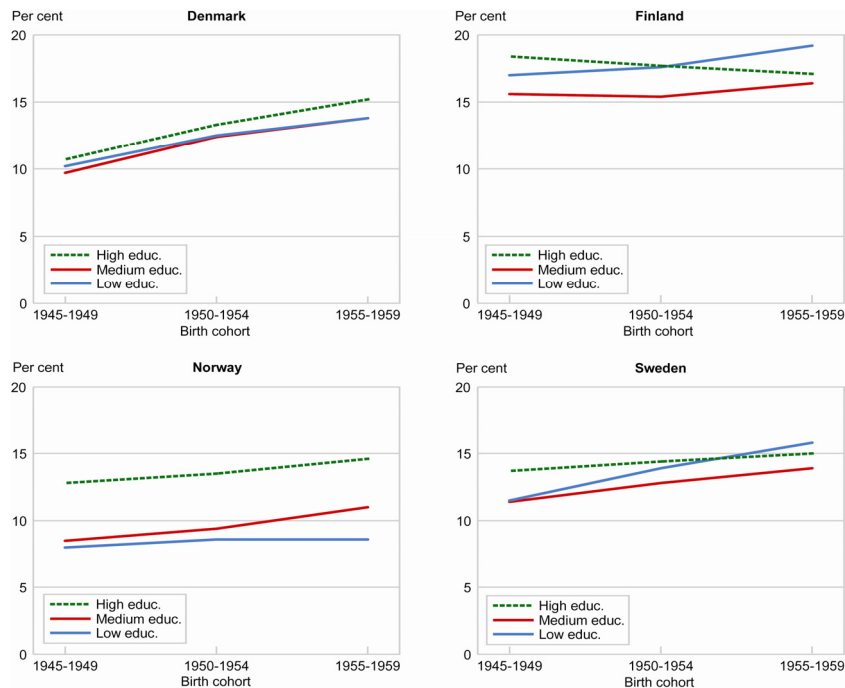 Per cent
Denmark
20
15
10
5
0
High educ.
Medium educ.
Low educ.
1945-1949
1950-1954
1955-1959
Birth cohort
Per cent
Finland
20
15
10
5
0
High educ.
Medium educ.
Low educ.
1945-1949
1950-1954
1955-1959
Birth cohort
Per cent
Norway
20
15
10
5
0
High educ.
Medium educ.
Low educ.
1945-1949
1950-1954
1955-1959
Birth cohort
Per cent
Sweden
20
15
10
5
0
High educ.
Medium educ.
Low educ.
1945-1949
1950-1954
1955-1959
Birth cohort